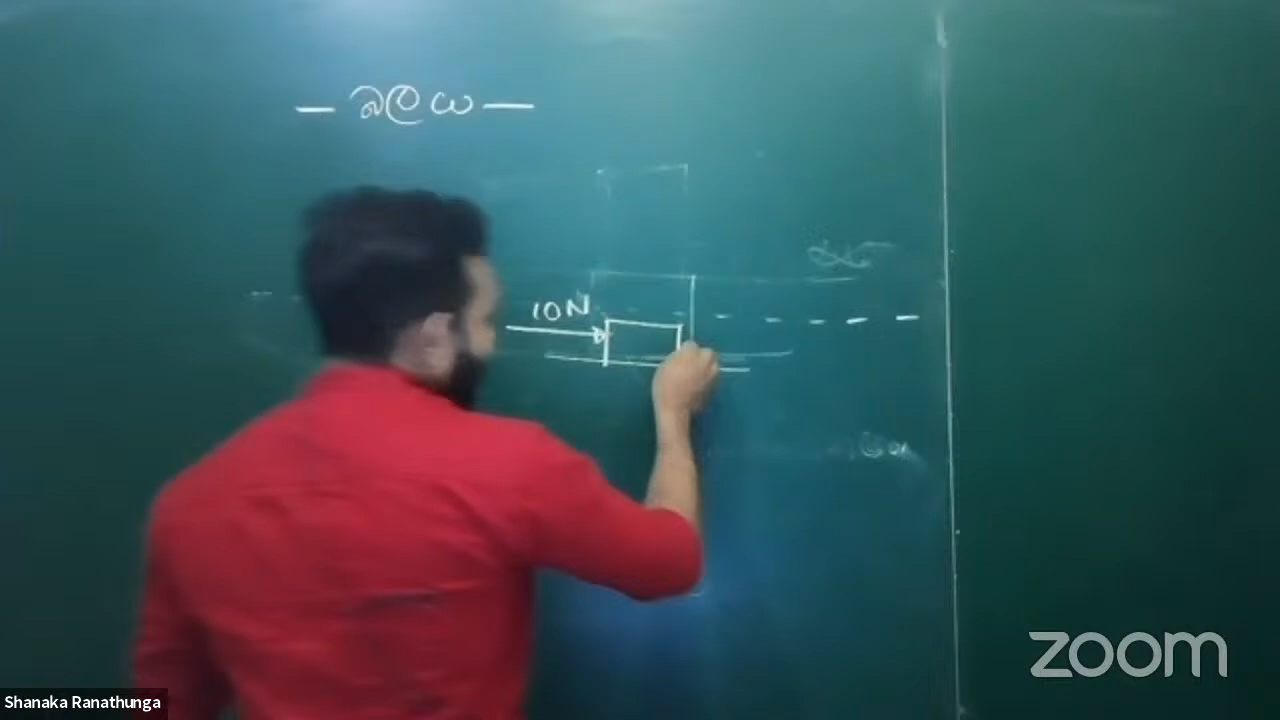 — බලය —
10N
zoom
Shanaka Ranathunga